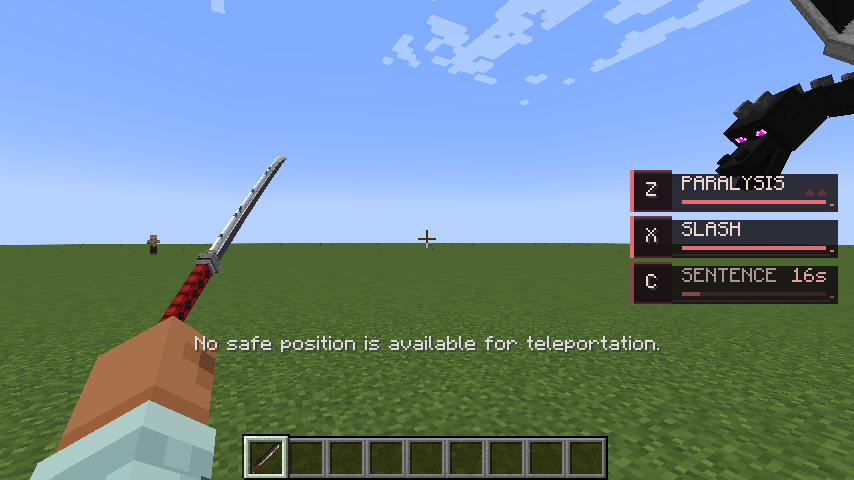 Z PARALYSIS
X SLASH
C SENTENCE 16s
No safe position is available for teleportation.